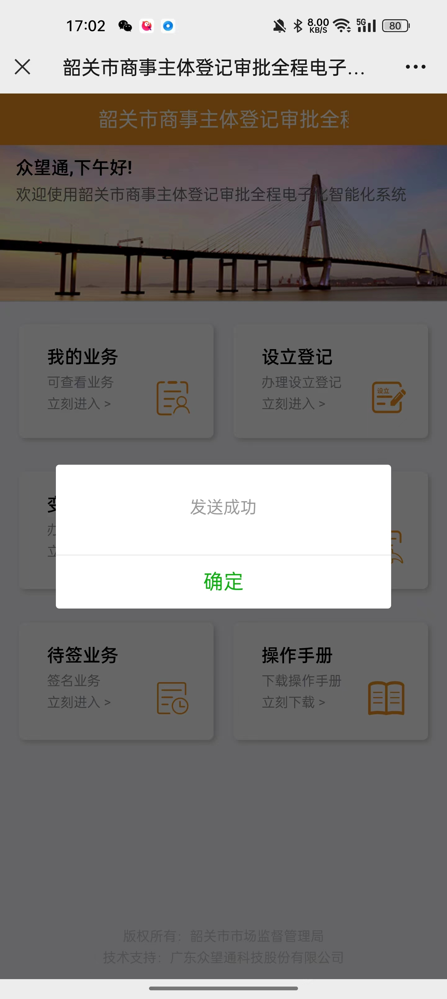 17:02
8.00
KB/S
5G
80
韶关市商事主体登记审批全程电子...
韶关市商事主体登记审批全
众望通,下午好!
欢迎使用韶关市商事主体登记审批全程电子化智能化系统
我的业务
可查看业务
立刻进入 >
设立登记
办理设立登记
设立
立刻进入 >
发送成功
确定
待签业务
签名业务
立刻进入 >
操作手册
下载操作手册
立刻下载 >
版权所有：韶关市市场监督管理局
技术支持：广东众望通科技股份有限公司